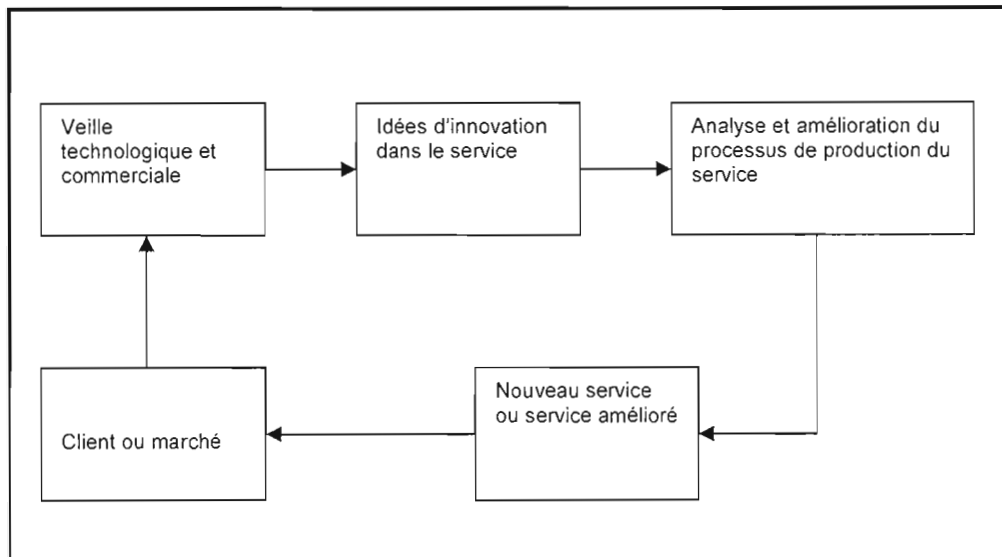 Veille
technologique et
commerciale
Idées d'innovation
dans le service
Analyse et amélioration du
processus de production du
service
Client ou marché
Nouveau service
ou service amélioré